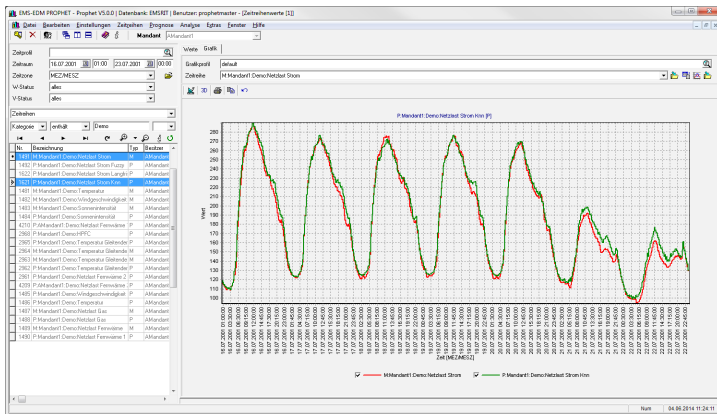 EMS-EDM PROPHET - Prophet V5.0.0 | Datenbank: EMSRIT | Benutzer: prophetmaster - [Zeitreihenwerte [1]]
Datei Bearbeiten Einstellungen Zeitreihen Prognose Analyse Extras Fenster Hilfe
Mandant AMandant1
Werte Grafik
Zeitprofil
Zeitraum 16.07.2001 01:00 23.07.2001 00:00
Zeitzone MEZ/MESZ
W-Status alles
V-Status alles
Grafikprofil default
Zeitreihe M:Mandant1:Demo:Netzlast Strom
3D
Zeitreihen
Kategorie enthält Demo
Nr. Bezeichnung Typ Besitzer
1491 M:Mandant1:Demo:Netzlast Strom M AMandant
1492 P:Mandant1:Demo:Netzlast Strom Fuzzy P AMandant
1622 P:Mandant1:Demo:Netzlast Strom Langfri P AMandant
1621 P:Mandant1:Demo:Netzlast Strom Knn P AMandant
1481 M:Mandant1:Demo:Temperatur M AMandant
1482 M:Mandant1:Demo:Windgeschwindigkeit M AMandant
1483 M:Mandant1:Demo:Sonnenintensität M AMandant
1484 P:Mandant1:Demo:Sonnenintensität P AMandant
4210 P:AMandant1:Demo:Netzlast Fernwärme P AMandant
2968 P:Mandant1:Demo:HPFC P AMandant
2965 P:Mandant1:Demo:Temperatur Gleitender P AMandant
2964 M:Mandant1:Demo:Temperatur Gleitende M AMandant
2963 M:Mandant1:Demo:Temperatur Gleitende M AMandant
2962 P:Mandant1:Demo:Temperatur Gleitender P AMandant
2961 P:Mandant1:Demo:Netzlast Fernwärme 2 P AMandant
4209 P:AMandant1:Demo:Netzlast Fernwärme P AMandant
1485 P:Mandant1:Demo:Windgeschwindigkeit P AMandant
1486 P:Mandant1:Demo:Temperatur P AMandant
1487 M:Mandant1:Demo:Netzlast Gas M AMandant
1488 P:Mandant1:Demo:Netzlast Gas P AMandant
1489 M:Mandant1:Demo:Netzlast Fernwärme M AMandant
1490 P:Mandant1:Demo:Netzlast Fernwärme 1 P AMandant
P:Mandant1:Demo:Netzlast Strom Knn [P]
Wert
280
270
260
250
240
230
220
210
200
190
180
170
160
150
140
130
120
110
100
Zeit [MEZ/MESZ]
M:Mandant1:Demo:Netzlast Strom P:Mandant1:Demo:Netzlast Strom Knn
Num 04.06.2014 11:24:11